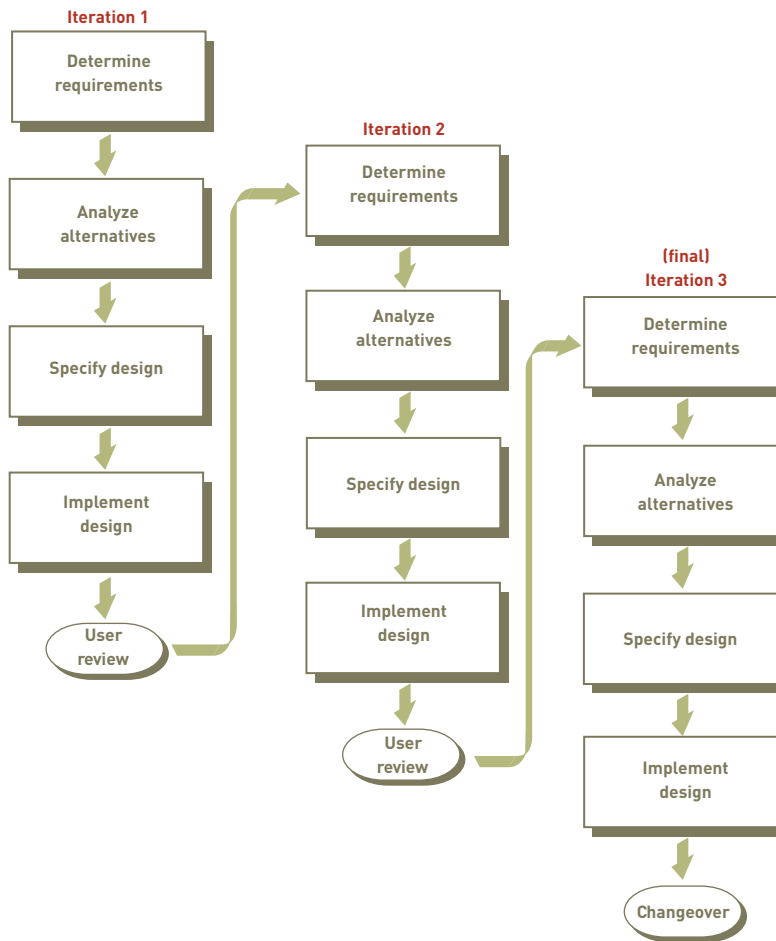 Iteration 1
Determine
requirements
Analyze
alternatives
Specify design
Implement
design
User
review
Iteration 2
Determine
requirements
Analyze
alternatives
Specify design
Implement
design
User
review
(final)
Iteration 3
Determine
requirements
Analyze
alternatives
Specify design
Implement
design
Changeover